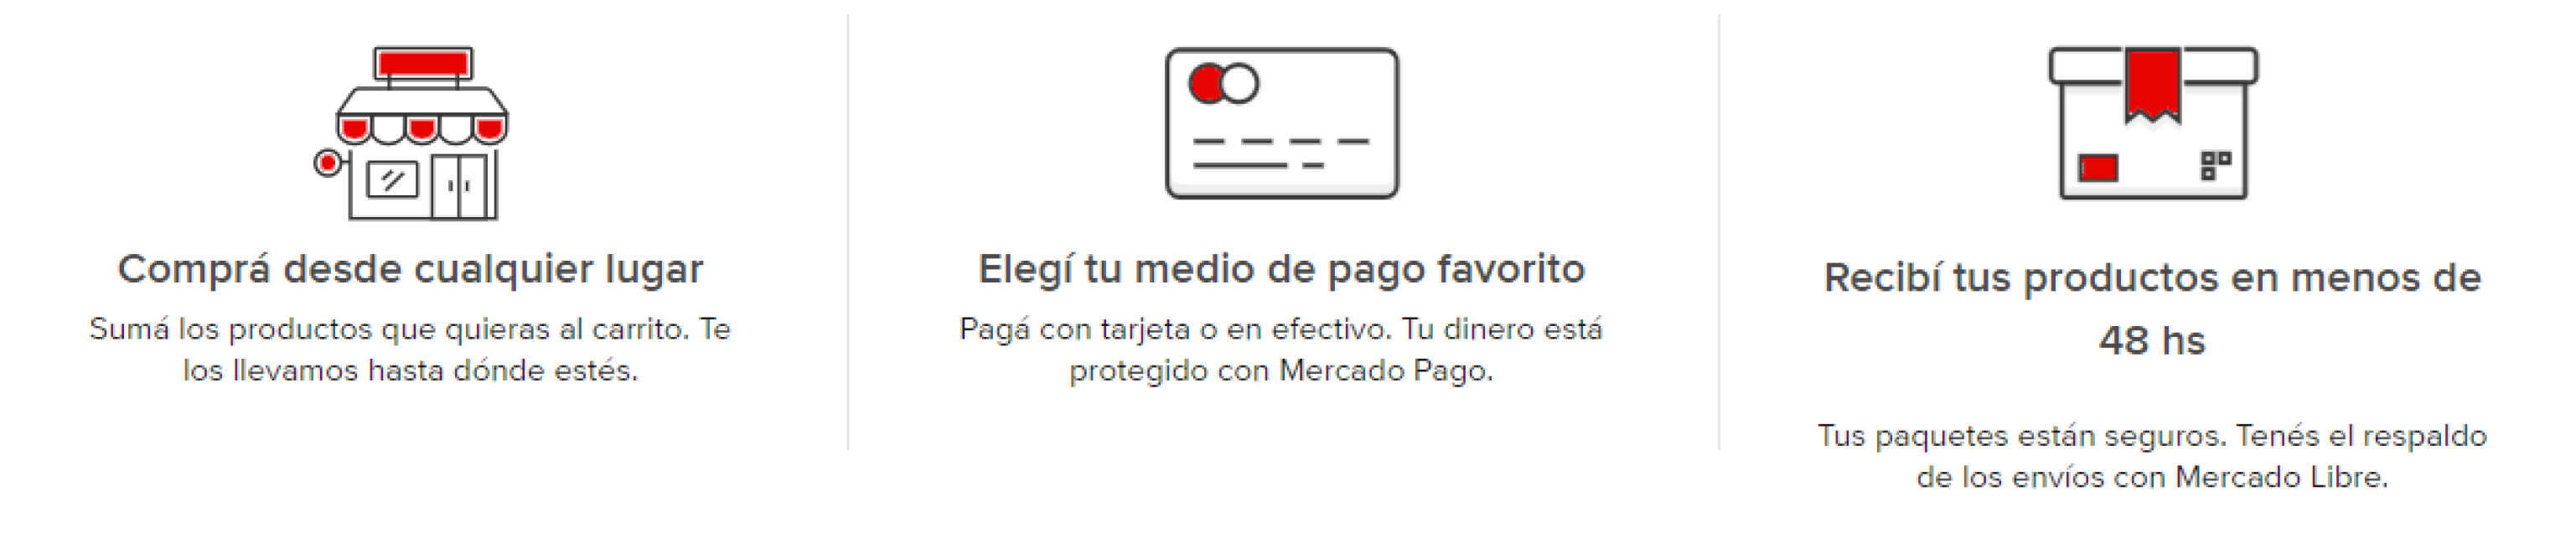 Comprá desde cualquier lugar
Sumá los productos que quieras al carrito. Te
los llevamos hasta dónde estés.
Elegí tu medio de pago favorito
Pagá con tarjeta o en efectivo. Tu dinero está
protegido con Mercado Pago.
Recibí tus productos en menos de
48 hs
Tus paquetes están seguros. Tenés el respaldo
de los envíos con Mercado Libre.